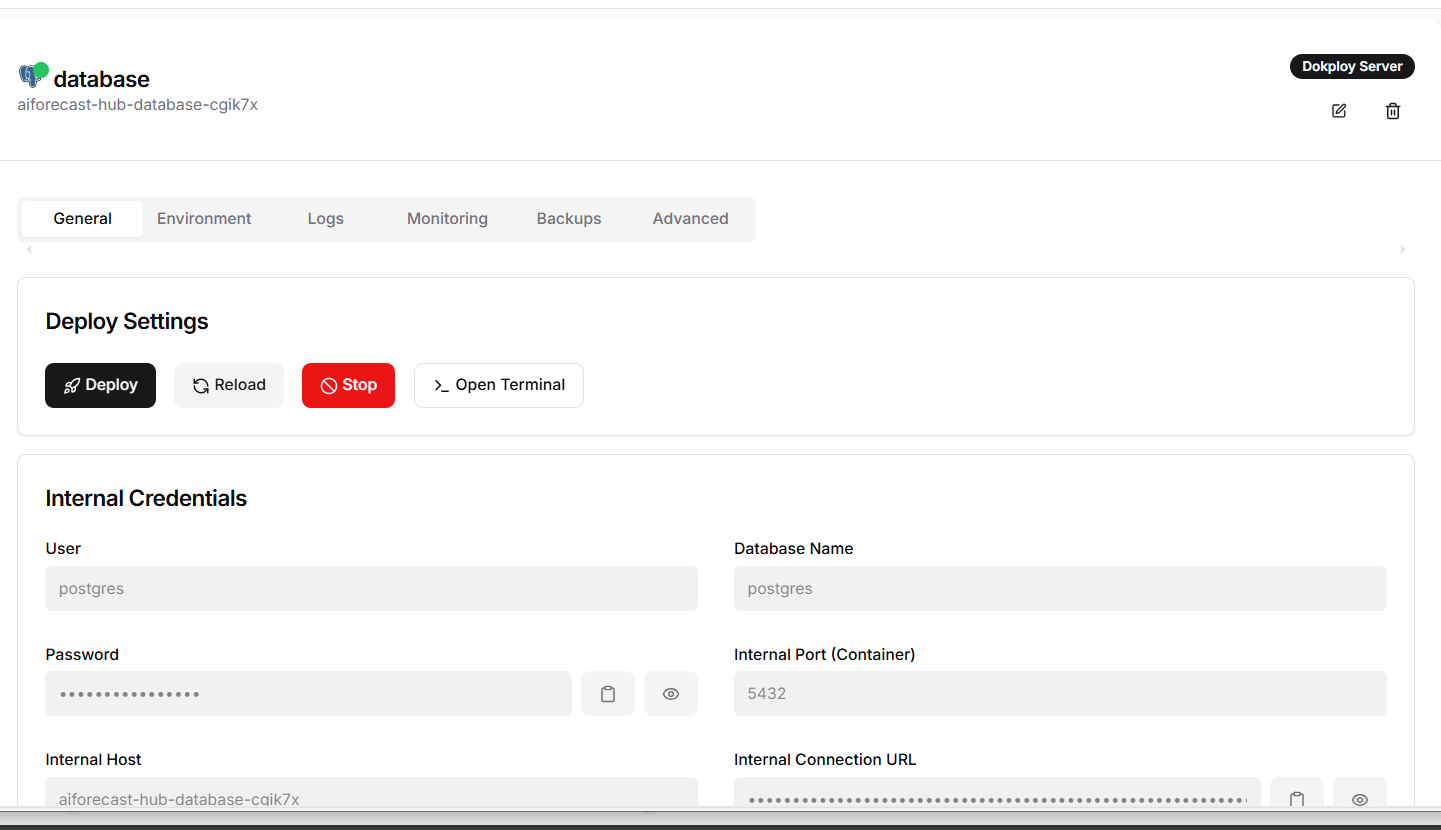 database
Dokploy Server
aiforecast-hub-database-cgik7x
General Environment Logs Monitoring Backups Advanced
Deploy Settings
Deploy Reload Stop >_ Open Terminal
Internal Credentials
User Database Name
postgres postgres
Password Internal Port (Container)
•••••••••••••••• 5432
Internal Host Internal Connection URL
aiforecast-hub-database-cgik7x